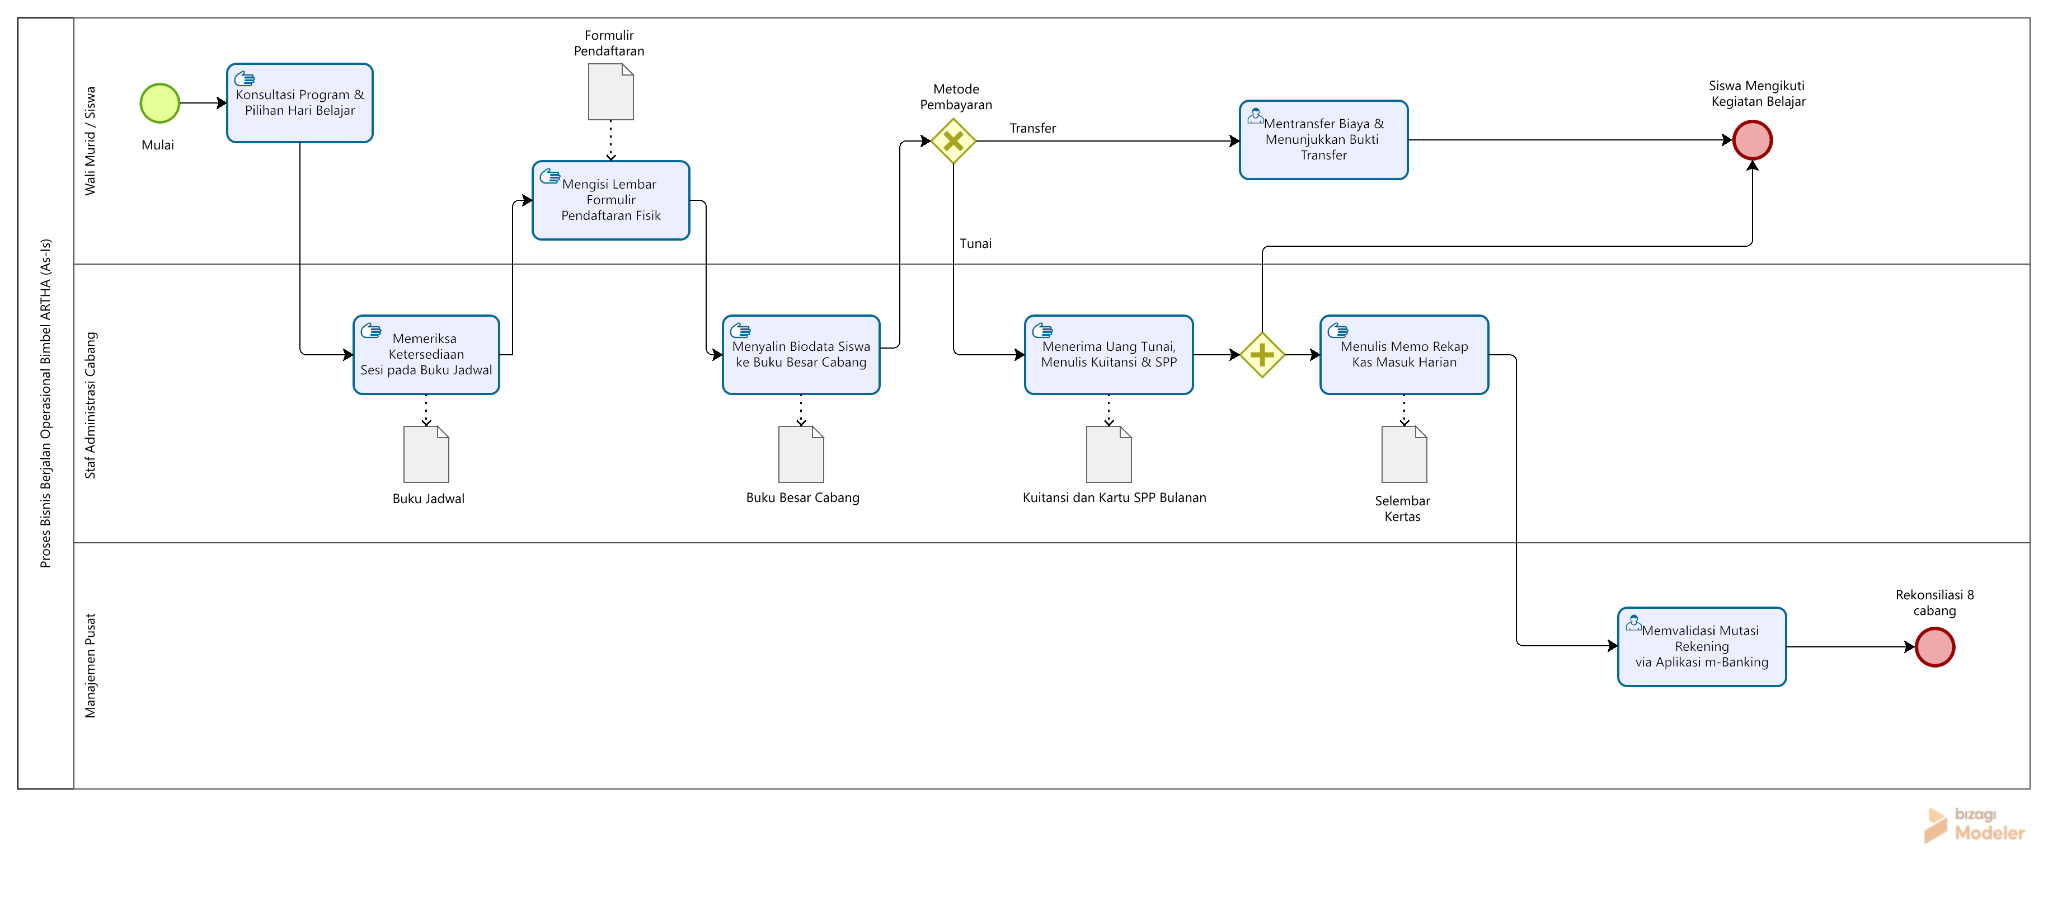 Proses Bisnis Berjalan Operasional Bimbel ARTHA (As-Is)
Wali Murid / Siswa
Mulai
Konsultasi Program &
Pilihan Hari Belajar
Formulir
Pendaftaran
Mengisi Lembar
Formulir
Pendaftaran Fisik
Metode
Pembayaran
Transfer
Tunai
Mentransfer Biaya &
Menunjukkan Bukti
Transfer
Siswa Mengikuti
Kegiatan Belajar
Staf Administrasi Cabang
Memeriksa
Ketersediaan
Sesi pada Buku Jadwal
Buku Jadwal
Menyalin Biodata Siswa
ke Buku Besar Cabang
Buku Besar Cabang
Menerima Uang Tunai,
Menulis Kuitansi & SPP
Kuitansi dan Kartu SPP Bulanan
Menulis Memo Rekap
Kas Masuk Harian
Selembar
Kertas
Manajemen Pusat
Memvalidasi Mutasi
Rekening
via Aplikasi m-Banking
Rekonsiliasi 8
cabang
bizagi
Modeler